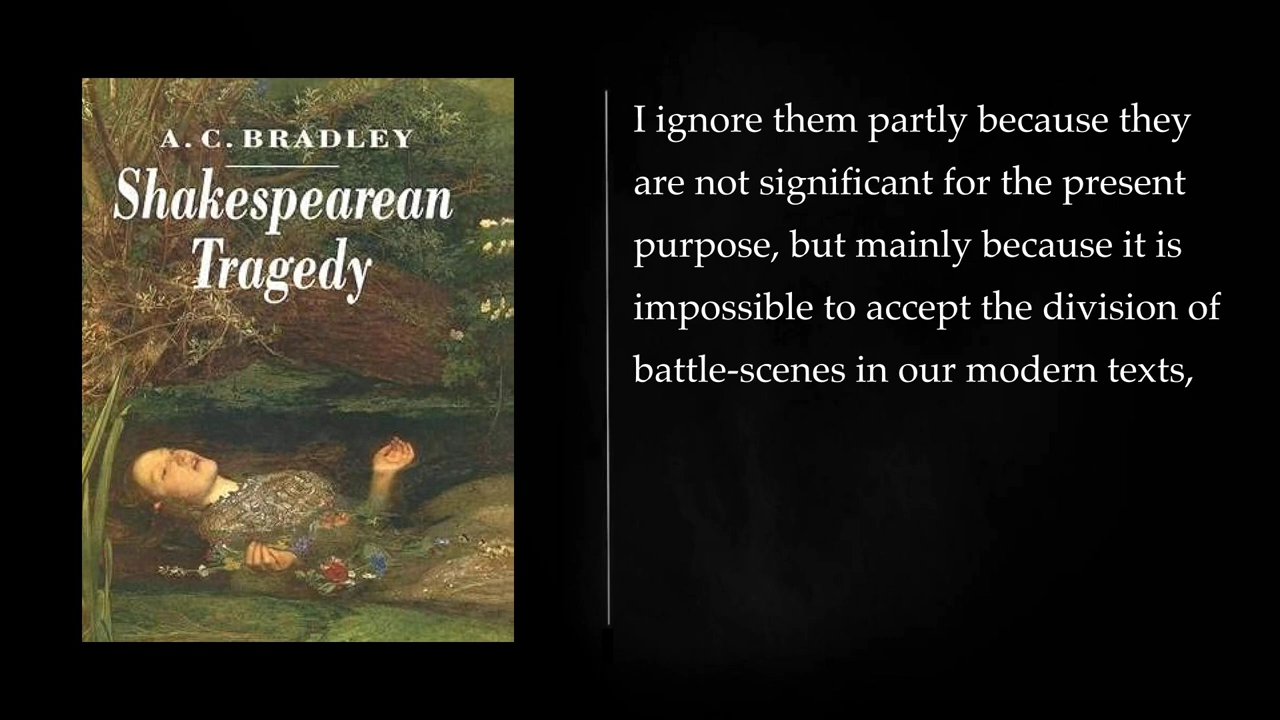 A. C. BRADLEY
Shakespearean
Tragedy
I ignore them partly because they
are not significant for the present
purpose, but mainly because it is
impossible to accept the division of
battle-scenes in our modern texts,